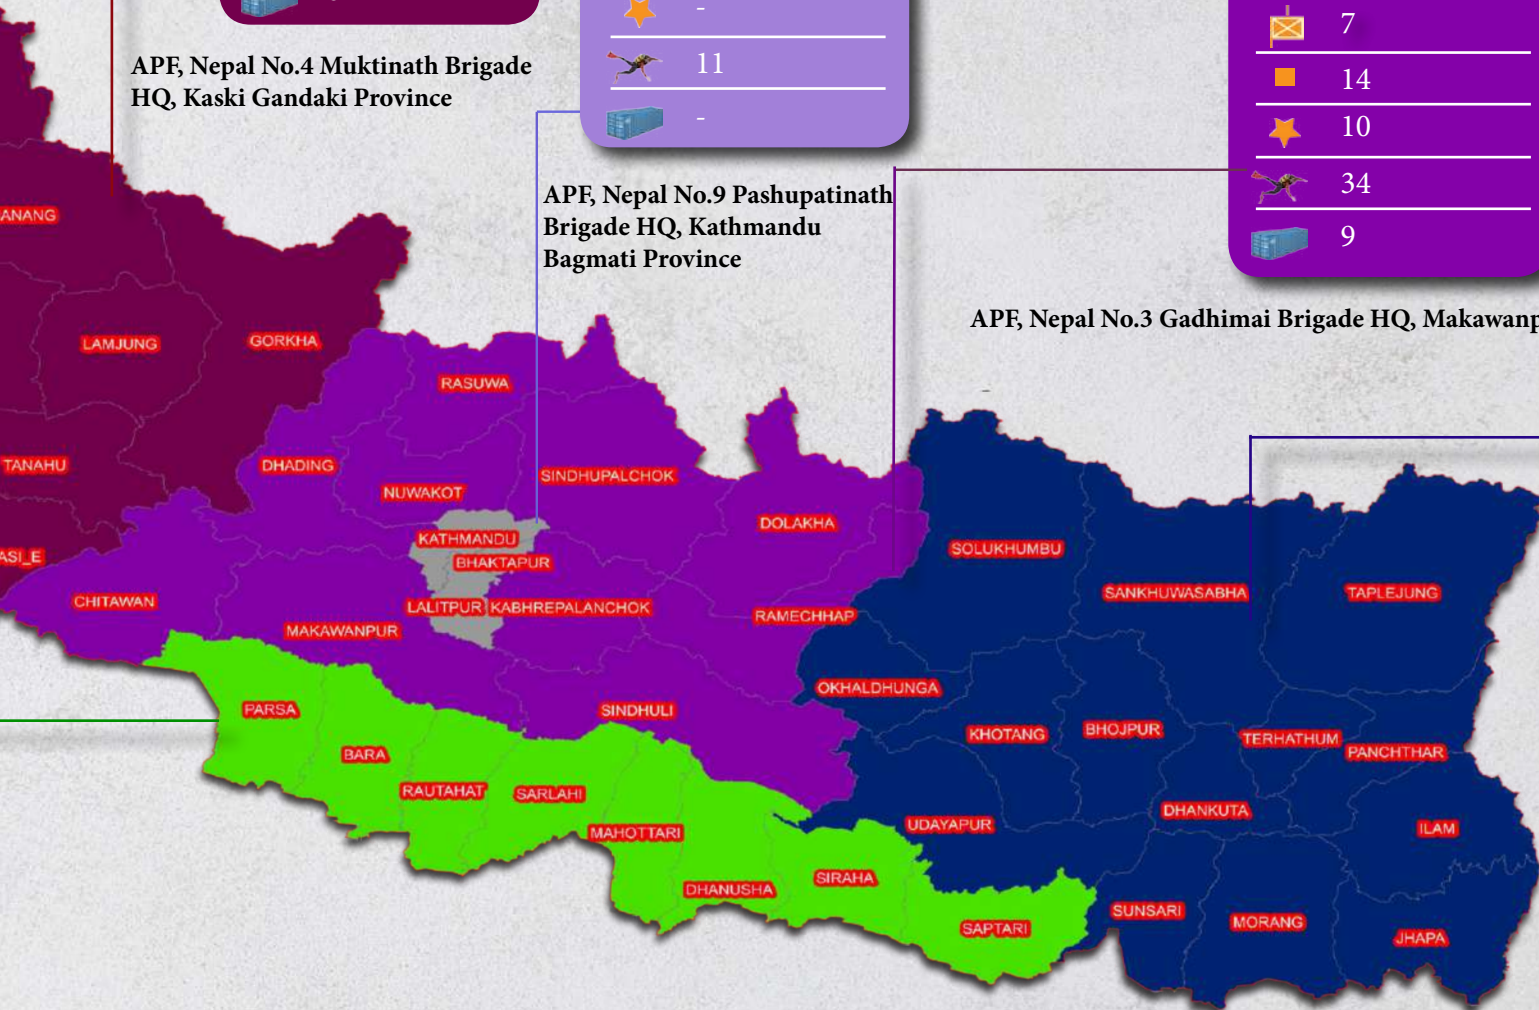 -
11
-
7
14
10
34
9
APF, Nepal No.4 Muktinath Brigade
HQ, Kaski Gandaki Province
APF, Nepal No.9 Pashupatinath
Brigade HQ, Kathmandu
Bagmati Province
APF, Nepal No.3 Gadhimai Brigade HQ, Makawanp
ANANG
LAMJUNG
GORKHA
RASUWA
TANAHU
DHADING
NUWAKOT
SINDHUPALCHOK
DOLAKHA
KATHMANDU
BHAKTAPUR
SOLUKHUMBU
ASI_E
CHITAWAN
LALITPUR
KABHREPALANCHOK
SANKHUWASABHA
TAPLEJUNG
MAKAWANPUR
RAMECHHAP
OKHALDHUNGA
PARSA
SINDHULI
KHOTANG
BHOJPUR
TERHATHUM
PANCHTHAR
BARA
RAUTAHAT
SARLAHI
DHANKUTA
MAHOTTARI
UDAYAPUR
ILAM
DHANUSHA
SIRAHA
SUNSARI
MORANG
SAPTARI
JHAPA